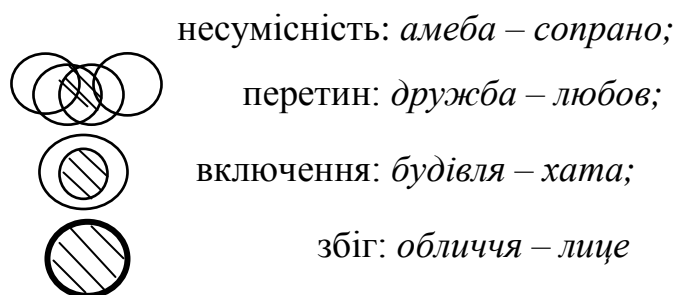 несумісність: амеба – сопрано;
перетин: дружба – любов;
включення: будівля – хата;
збіг: обличчя – лице